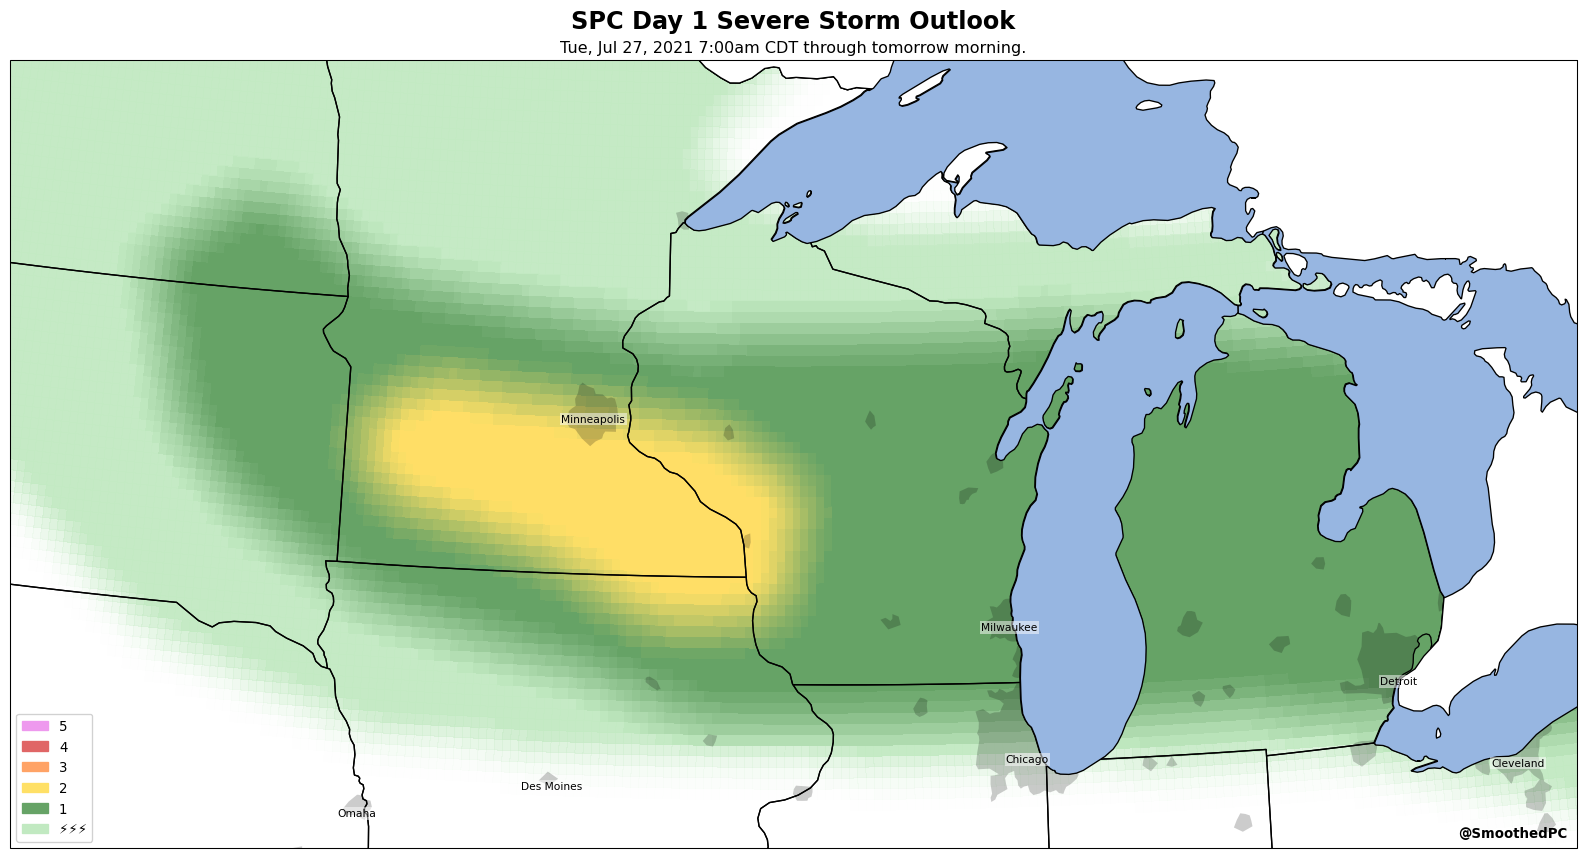 SPC Day 1 Severe Storm Outlook
Tue, Jul 27, 2021 7:00am CDT through tomorrow morning.
Minneapolis
Milwaukee
Detroit
Chicago
Cleveland
Des Moines
Omaha
5
4
3
2
1
⚡⚡⚡
@SmoothedPC